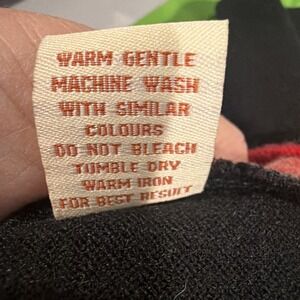 WARM GENTLE
MACHINE WASH
WITH SIMILAR
COLOURS
DO NOT BLEACH
TUMBLE DRY
WARM IRON
FOR BEST RESULT